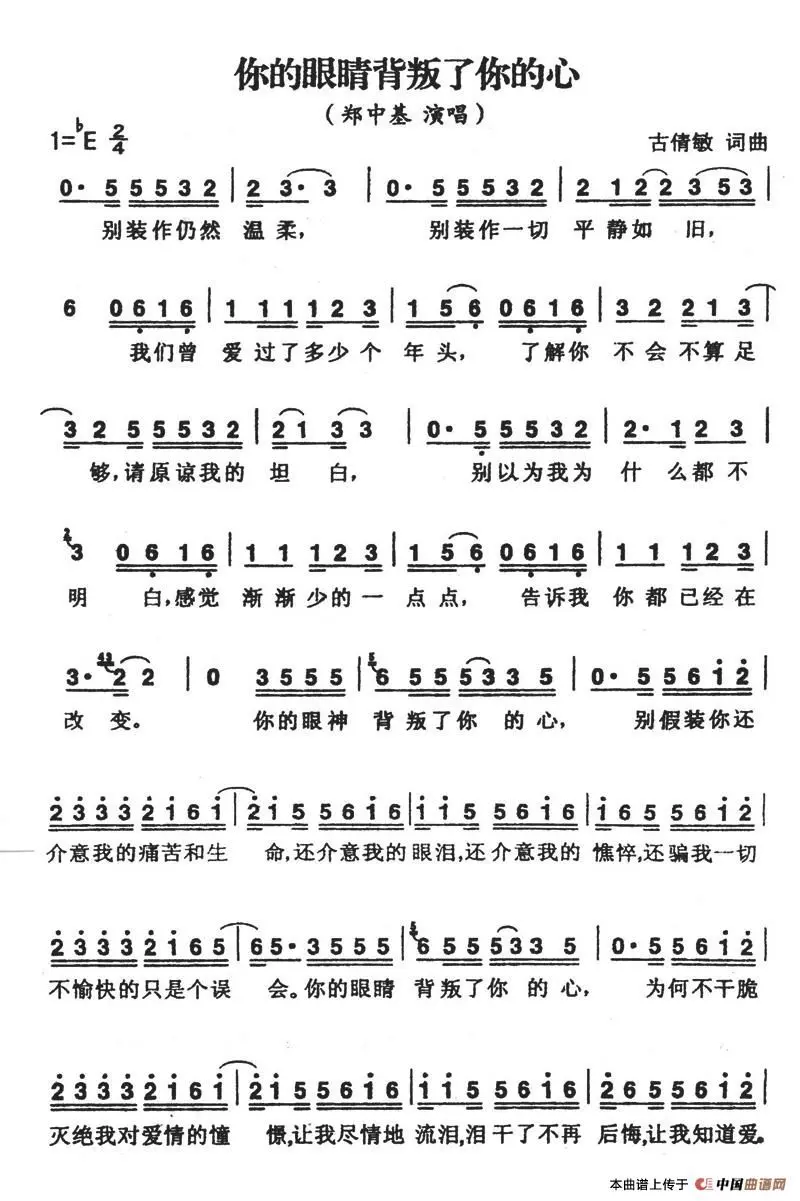 你的眼睛背叛了你的心
（郑中基 演唱）
1=♭E 2/4
古倩敏 词曲
0· 5 5 5 3 2 | 2 3· 3 | 0· 5 5 5 3 2 | 2 1 2 2 3 5 3 |
别装作仍然 温柔， 别装作一切 平静如旧，
6 0 6 1 6 | 1 1 1 1 2 3 | 1 5 6 0 6 1 6 | 3 2 2 1 3 |
我们曾 爱过了多少个 年头， 了解你 不会不算足
3 2 5 5 5 3 2 | 2 1 3 3 | 0· 5 5 5 3 2 | 2· 1 2 3 |
够，请原谅我的 坦白， 别以为我为 什么都不
2 3 0 6 1 6 | 1 1 1 2 3 | 1 5 6 0 6 1 6 | 1 1 1 2 3 |
明 白，感觉 渐渐少的一 点点， 告诉我 你都已经在
3· 43 2 2 | 0 3 5 5 5 | 5 6 5 5 5 3 3 5 | 0· 5 5 6 1 2 |
改变。 你的眼神 背叛了你的心， 别假装你还
2 3 3 3 2 1 6 1 | 2 1 5 5 6 1 6 | 1 1 5 5 6 1 6 | 1 6 5 5 6 1 2 |
介意我的痛苦和生 命，还介意我的 眼泪，还介意我的 憔悴，还骗我一切
2 3 3 3 2 1 6 5 | 6 5· 3 5 5 5 | 5 6 5 5 5 3 3 5 | 0· 5 5 6 1 2 |
不愉快的只是个误 会。你的眼睛 背叛了你的心， 为何不干脆
2 3 3 3 2 1 6 1 | 2 1 5 5 6 1 6 | 1 1 5 5 6 1 6 | 2 6 5 5 6 1 2 |
灭绝我对爱情的憧 憬，让我尽情地 流泪，泪干了不再 后悔，让我知道爱。
本曲谱上传于 中国曲谱网